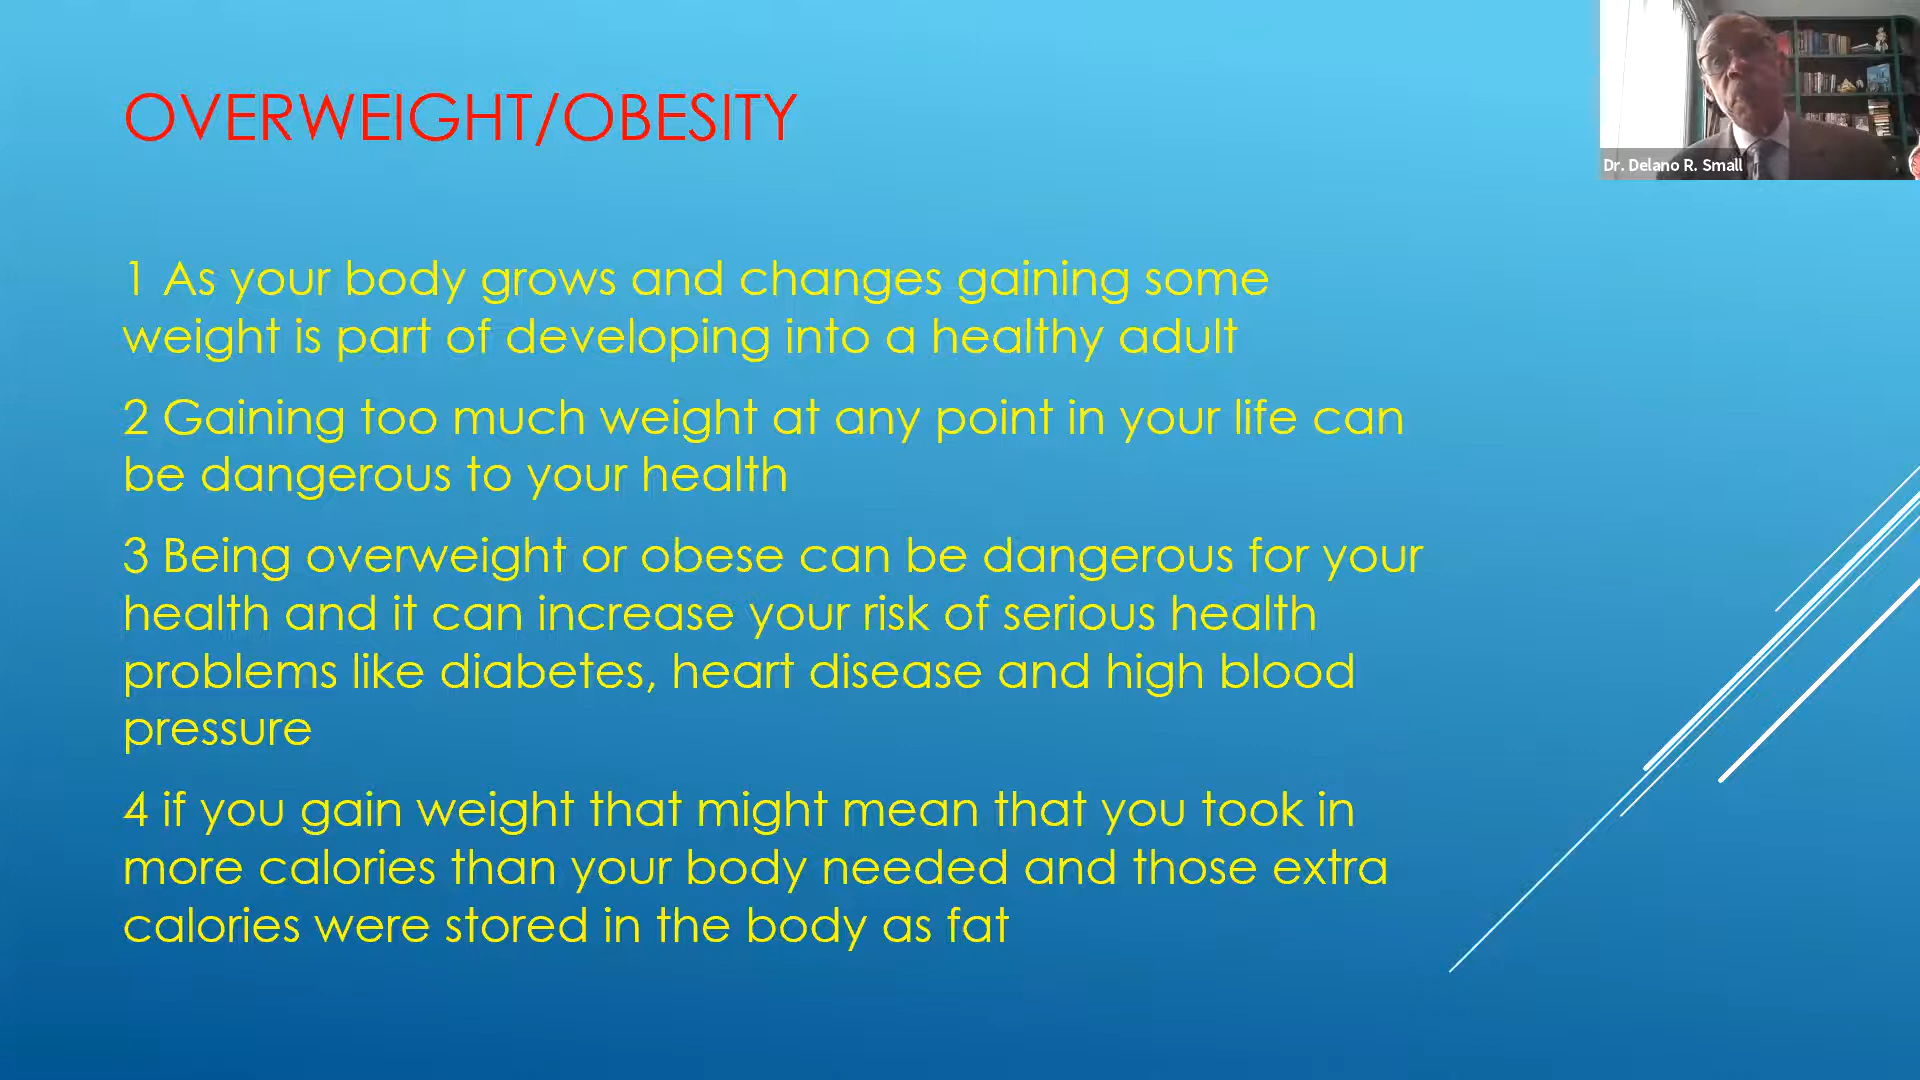 OVERWEIGHT/OBESITY
Dr. Delano R. Small
1 As your body grows and changes gaining some
weight is part of developing into a healthy adult
2 Gaining too much weight at any point in your life can
be dangerous to your health
3 Being overweight or obese can be dangerous for your
health and it can increase your risk of serious health
problems like diabetes, heart disease and high blood
pressure
4 if you gain weight that might mean that you took in
more calories than your body needed and those extra
calories were stored in the body as fat